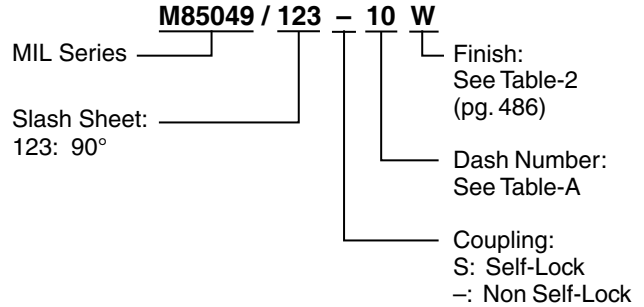 M85049 / 123 – 10 W
MIL Series
Slash Sheet:
123: 90°
Finish:
See Table-2
(pg. 486)
Dash Number:
See Table-A
Coupling:
S: Self-Lock
–: Non Self-Lock